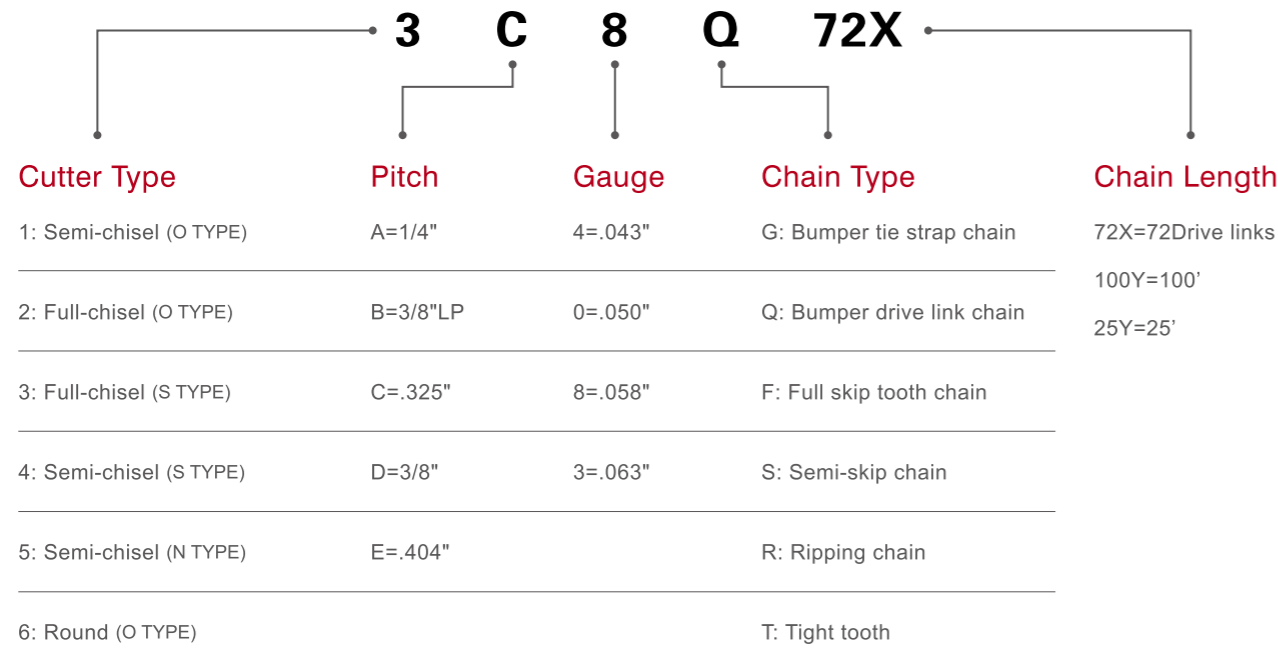 3 C 8 Q 72X
Cutter Type Pitch Gauge Chain Type Chain Length
1: Semi-chisel (O TYPE) A=1/4" 4=.043" G: Bumper tie strap chain 72X=72Drive links
100Y=100’
2: Full-chisel (O TYPE) B=3/8"LP 0=.050" Q: Bumper drive link chain
25Y=25’
3: Full-chisel (S TYPE) C=.325" 8=.058" F: Full skip tooth chain
4: Semi-chisel (S TYPE) D=3/8" 3=.063" S: Semi-skip chain
5: Semi-chisel (N TYPE) E=.404" R: Ripping chain
6: Round (O TYPE) T: Tight tooth